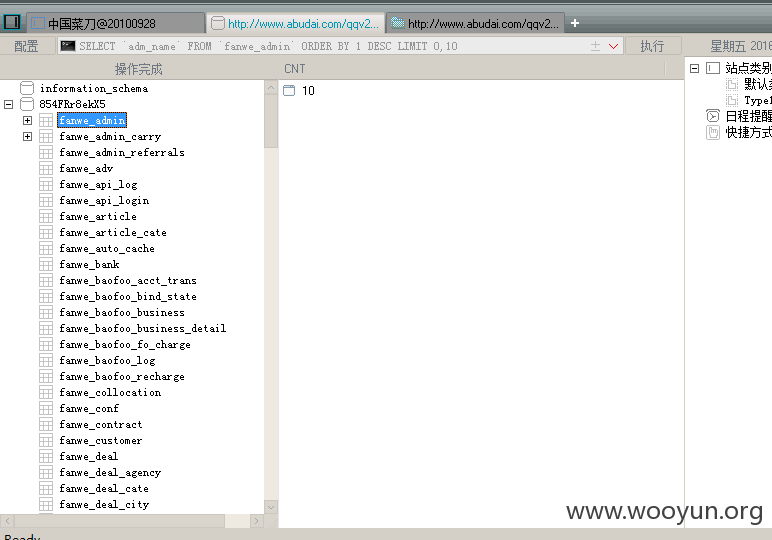 中国菜刀@20100928
http://www.abudai.com/qqv2...
http://www.abudai.com/qqv2...
配置
SELECT `adm_name` FROM `fanwe_admin` ORDER BY 1 DESC LIMIT 0,10
执行
星期五 2016
操作完成
CNT
information_schema
854FRr8ekX5
fanwe_admin
fanwe_admin_carry
fanwe_admin_referrals
fanwe_adv
fanwe_api_log
fanwe_api_login
fanwe_article
fanwe_article_cate
fanwe_auto_cache
fanwe_bank
fanwe_baofoo_acct_trans
fanwe_baofoo_bind_state
fanwe_baofoo_business
fanwe_baofoo_business_detail
fanwe_baofoo_fo_charge
fanwe_baofoo_log
fanwe_baofoo_recharge
fanwe_collocation
fanwe_conf
fanwe_contract
fanwe_customer
fanwe_deal
fanwe_deal_agency
fanwe_deal_cate
fanwe_deal_city
10
站点类别
默认类
Type1
日程提醒
快捷方式
www.wooyun.org
Ready